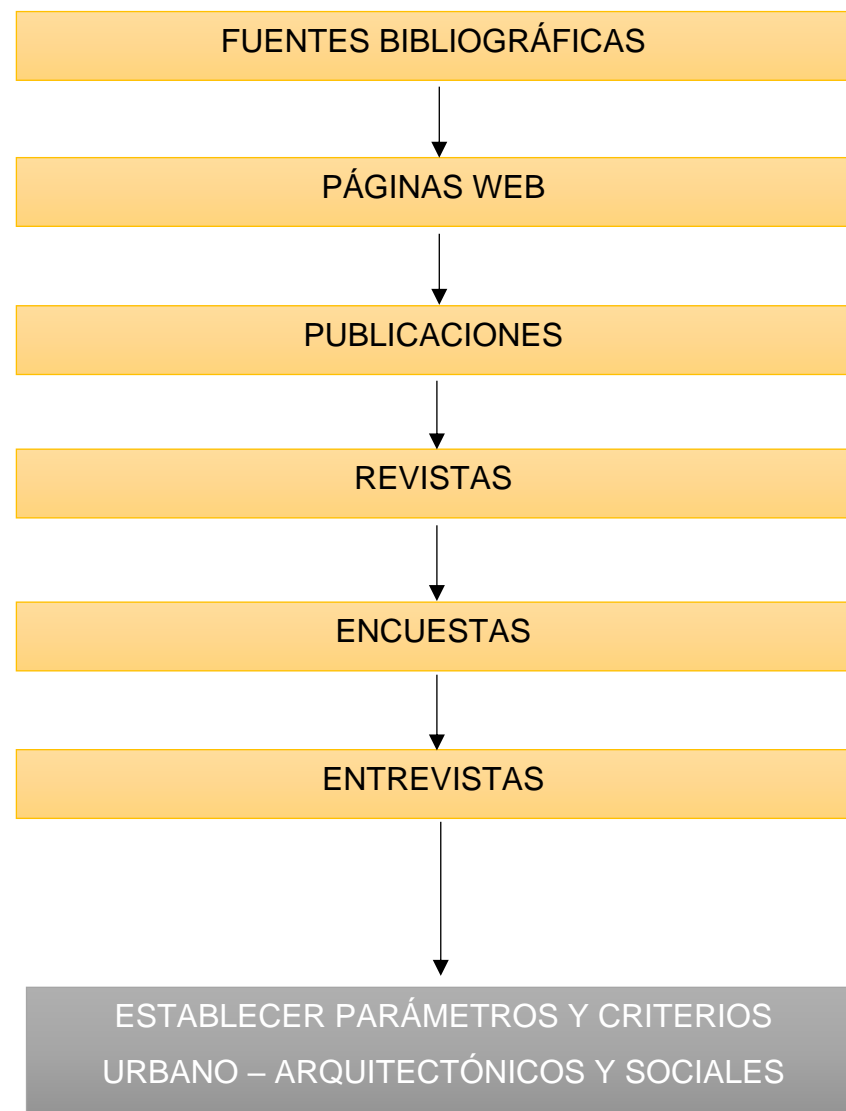 FUENTES BIBLIOGRÁFICAS
PÁGINAS WEB
PUBLICACIONES
REVISTAS
ENCUESTAS
ENTREVISTAS
ESTABLECER PARÁMETROS Y CRITERIOS
URBANO – ARQUITECTÓNICOS Y SOCIALES